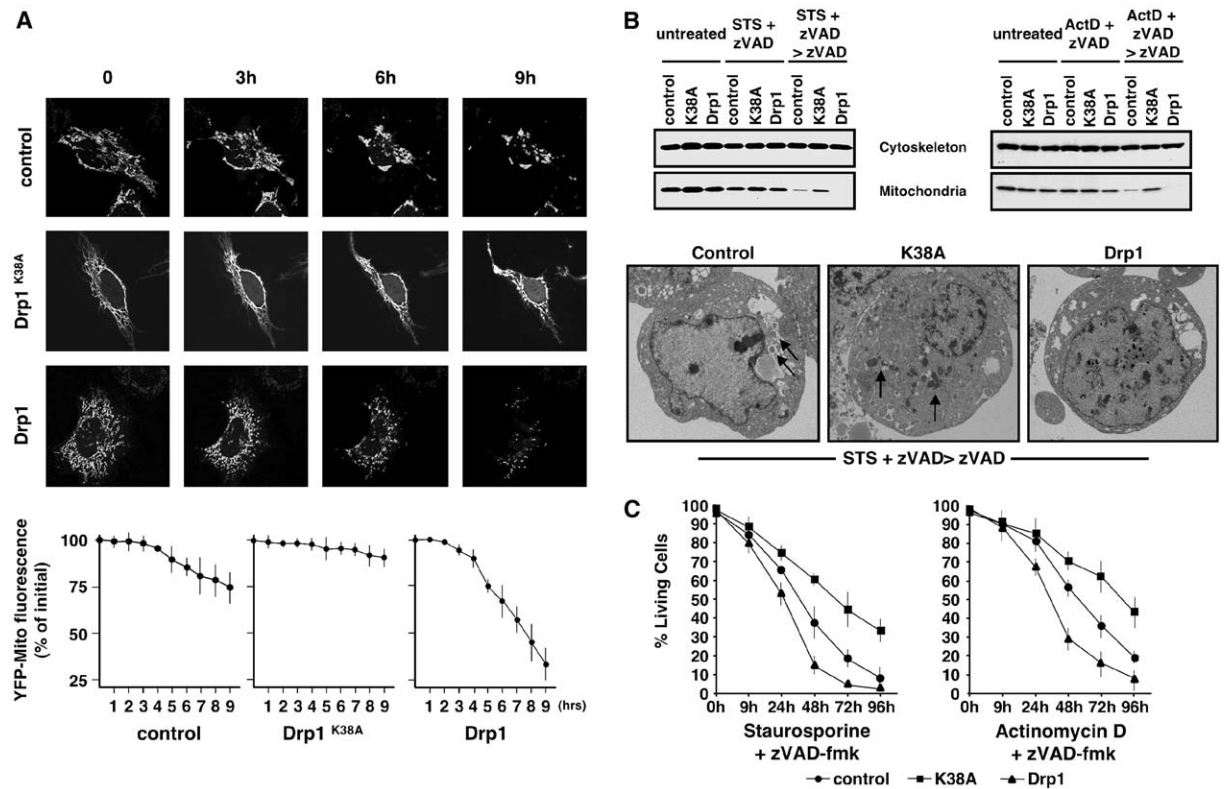 A
0 3h 6h 9h
control
Drp1 K38A
Drp1
YFP-Mito fluorescence
(% of initial)
100
75
50
25
1 2 3 4 5 6 7 8 9
1 2 3 4 5 6 7 8 9
1 2 3 4 5 6 7 8 9 (hrs)
control
Drp1 K38A
Drp1
B
untreated
STS +
zVAD
STS +
zVAD
> zVAD
control K38A Drp1 control K38A Drp1 control K38A Drp1
untreated
ActD +
zVAD
ActD +
zVAD
> zVAD
control K38A Drp1 control K38A Drp1 control K38A Drp1
Cytoskeleton
Mitochondria
Control K38A Drp1
STS + zVAD> zVAD
C
% Living Cells
100
90
80
70
60
50
40
30
20
10
0
0h 9h 24h 48h 72h 96h
Staurosporine
+ zVAD-fmk
100
90
80
70
60
50
40
30
20
10
0
0h 9h 24h 48h 72h 96h
Actinomycin D
+ zVAD-fmk
control K38A Drp1